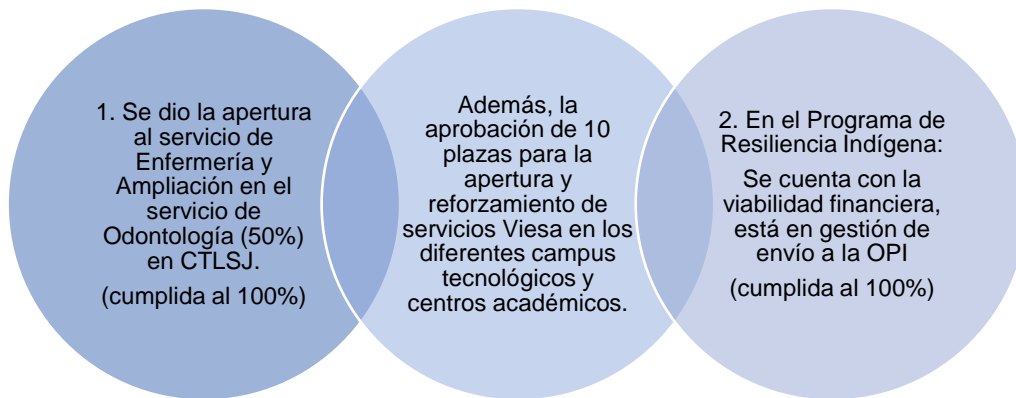 1. Se dio la apertura
al servicio de
Enfermería y
Ampliación en el
servicio de
Odontología (50%)
en CTLSJ.
(cumplida al 100%)
Además, la
aprobación de 10
plazas para la
apertura y
reforzamiento de
servicios Viesa en los
diferentes campus
tecnológicos y
centros académicos.
2. En el Programa de
Resiliencia Indígena:
Se cuenta con la
viabilidad financiera,
está en gestión de
envío a la OPI
(cumplida al 100%)